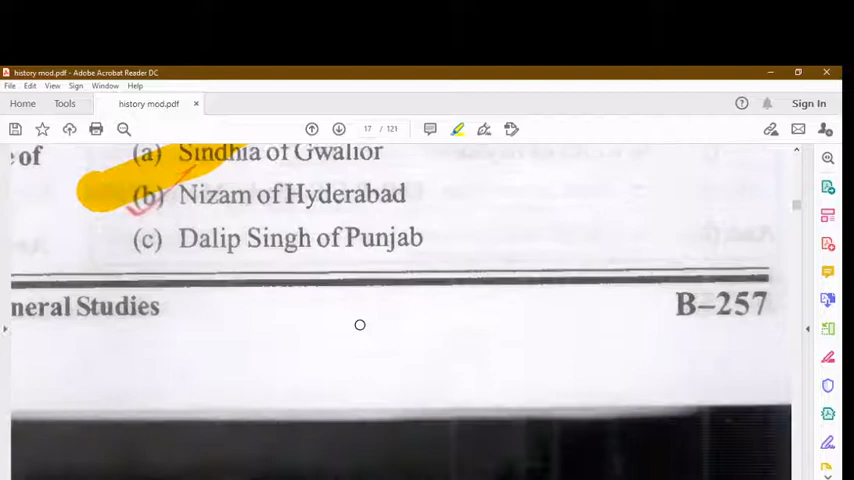 history mod.pdf - Adobe Acrobat Reader DC
File Edit View Sign Window Help
Home Tools history mod.pdf × Sign In
17 / 121
of
(a) Sindhia of Gwalior
(b) Nizam of Hyderabad
(c) Dalip Singh of Punjab
neral Studies B–257